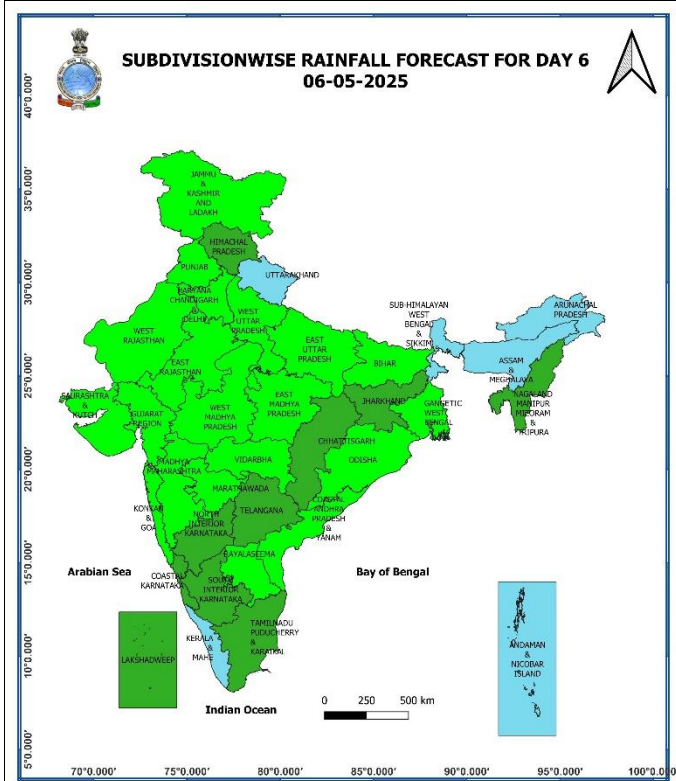 SUBDIVISIONWISE RAINFALL FORECAST FOR DAY 6
06-05-2025
40°0.000'
35°0.000'
30°0.000'
25°0.000'
20°0.000'
15°0.000'
10°0.000'
5°0.000'
JAMMU
&
KASHMIR
AND
LADAKH
HIMACHAL
PRADESH
PUNJAB
UTTARAKHAND
HARYANA
CHANDIGARH
&
DELHI
WEST
UTTAR
PRADESH
WEST
RAJASTHAN
EAST
RAJASTHAN
EAST
UTTAR
PRADESH
BIHAR
SUB-HIMALAYAN
WEST
BENGAL
&
SIKKIM
ARUNACHAL
PRADESH
ASSAM
&
MEGHALAYA
NAGALAND
MANIPUR
MIZORAM
&
TRIPURA
SAURASHTRA
&
KUTCH
GUJARAT
REGION
WEST
MADHYA
PRADESH
EAST
MADHYA
PRADESH
JHARKHAND
GANGETIC
WEST
BENGAL
CHHATTISGARH
ODISHA
MADHYA
MAHARASHTRA
VIDARBHA
MARATHAWADA
KONKAN
&
GOA
NORTH
INTERIOR
KARNATAKA
TELANGANA
COASTAL
ANDHRA
PRADESH
&
YANAM
RAYALASEEMA
Arabian Sea
COASTAL
KARNATAKA
SOUTH
INTERIOR
KARNATAKA
Bay of Bengal
LAKSHADWEEP
KERALA
&
MAHE
TAMILNADU
PUDUCHERRY
&
KARAIKAL
ANDAMAN
&
NICOBAR
ISLAND
Indian Ocean
0 250 500 km
70°0.000' 75°0.000' 80°0.000' 85°0.000' 90°0.000' 95°0.000' 100°0.0